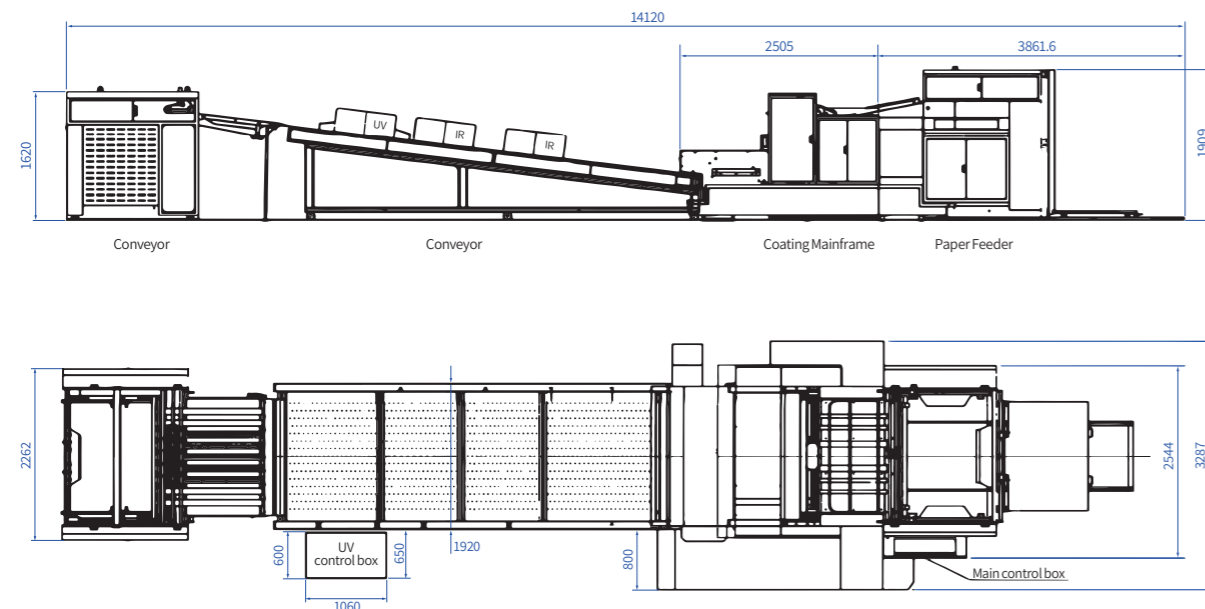 14120
2505
3861.6
1620
UV
IR
IR
1909
Conveyor
Conveyor
Coating Mainframe
Paper Feeder
2262
2544
3287
600
UV
control box
650
1920
800
Main control box
1060